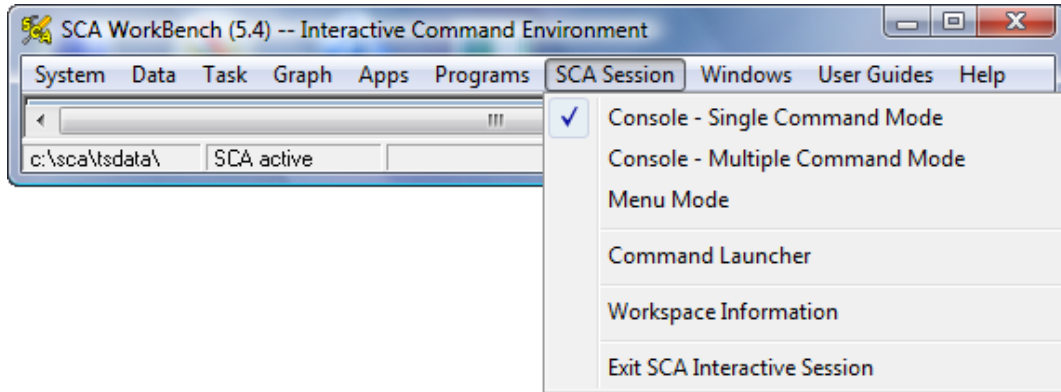 SCA WorkBench (5.4) -- Interactive Command Environment
System Data Task Graph Apps Programs SCA Session Windows User Guides Help
Console - Single Command Mode
Console - Multiple Command Mode
Menu Mode
Command Launcher
Workspace Information
Exit SCA Interactive Session
c:\sca\tsdata\ SCA active